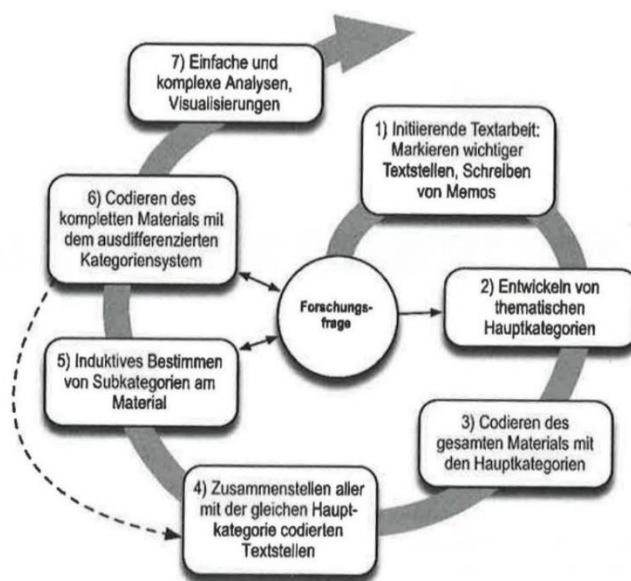 7) Einfache und
komplexe Analysen,
Visualisierungen
1) Initiierende Textarbeit:
Markieren wichtiger
Textstellen, Schreiben
von Memos
6) Codieren des
kompletten Materials mit
dem ausdifferenzierten
Kategoriensystem
Forschungs-
frage
2) Entwickeln von
thematischen
Hauptkategorien
5) Induktives Bestimmen
von Subkategorien am
Material
3) Codieren des
gesamten Materials mit
den Hauptkategorien
4) Zusammenstellen aller
mit der gleichen Haupt-
kategorie codierten
Textstellen